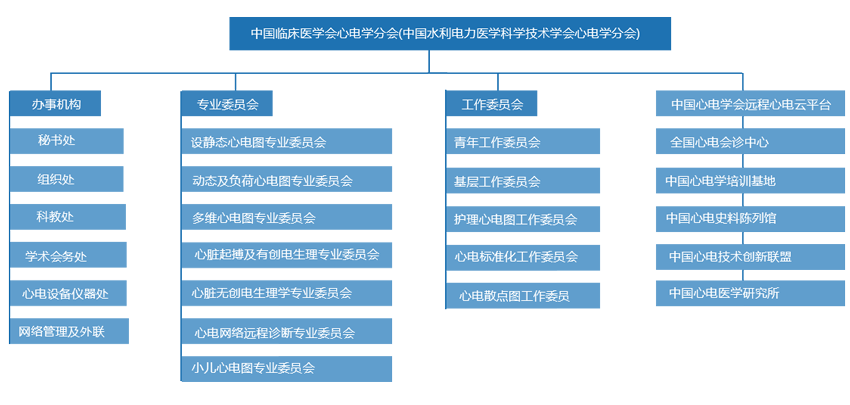 中国临床医学会心电学分会(中国水利电力医学科学技术学会心电学分会)
办事机构
秘书处
组织处
科教处
学术会务处
心电设备仪器处
网络管理及外联
专业委员会
设静态心电图专业委员会
动态及负荷心电图专业委员会
多维心电图专业委员会
心脏起搏及有创电生理专业委员会
心脏无创电生理学专业委员会
心电网络远程诊断专业委员会
小儿心电图专业委员会
工作委员会
青年工作委员会
基层工作委员会
护理心电图工作委员会
心电标准化工作委员会
心电散点图工作委员
中国心电学会远程心电云平台
全国心电会诊中心
中国心电学培训基地
中国心电史料陈列馆
中国心电技术创新联盟
中国心电医学研究所